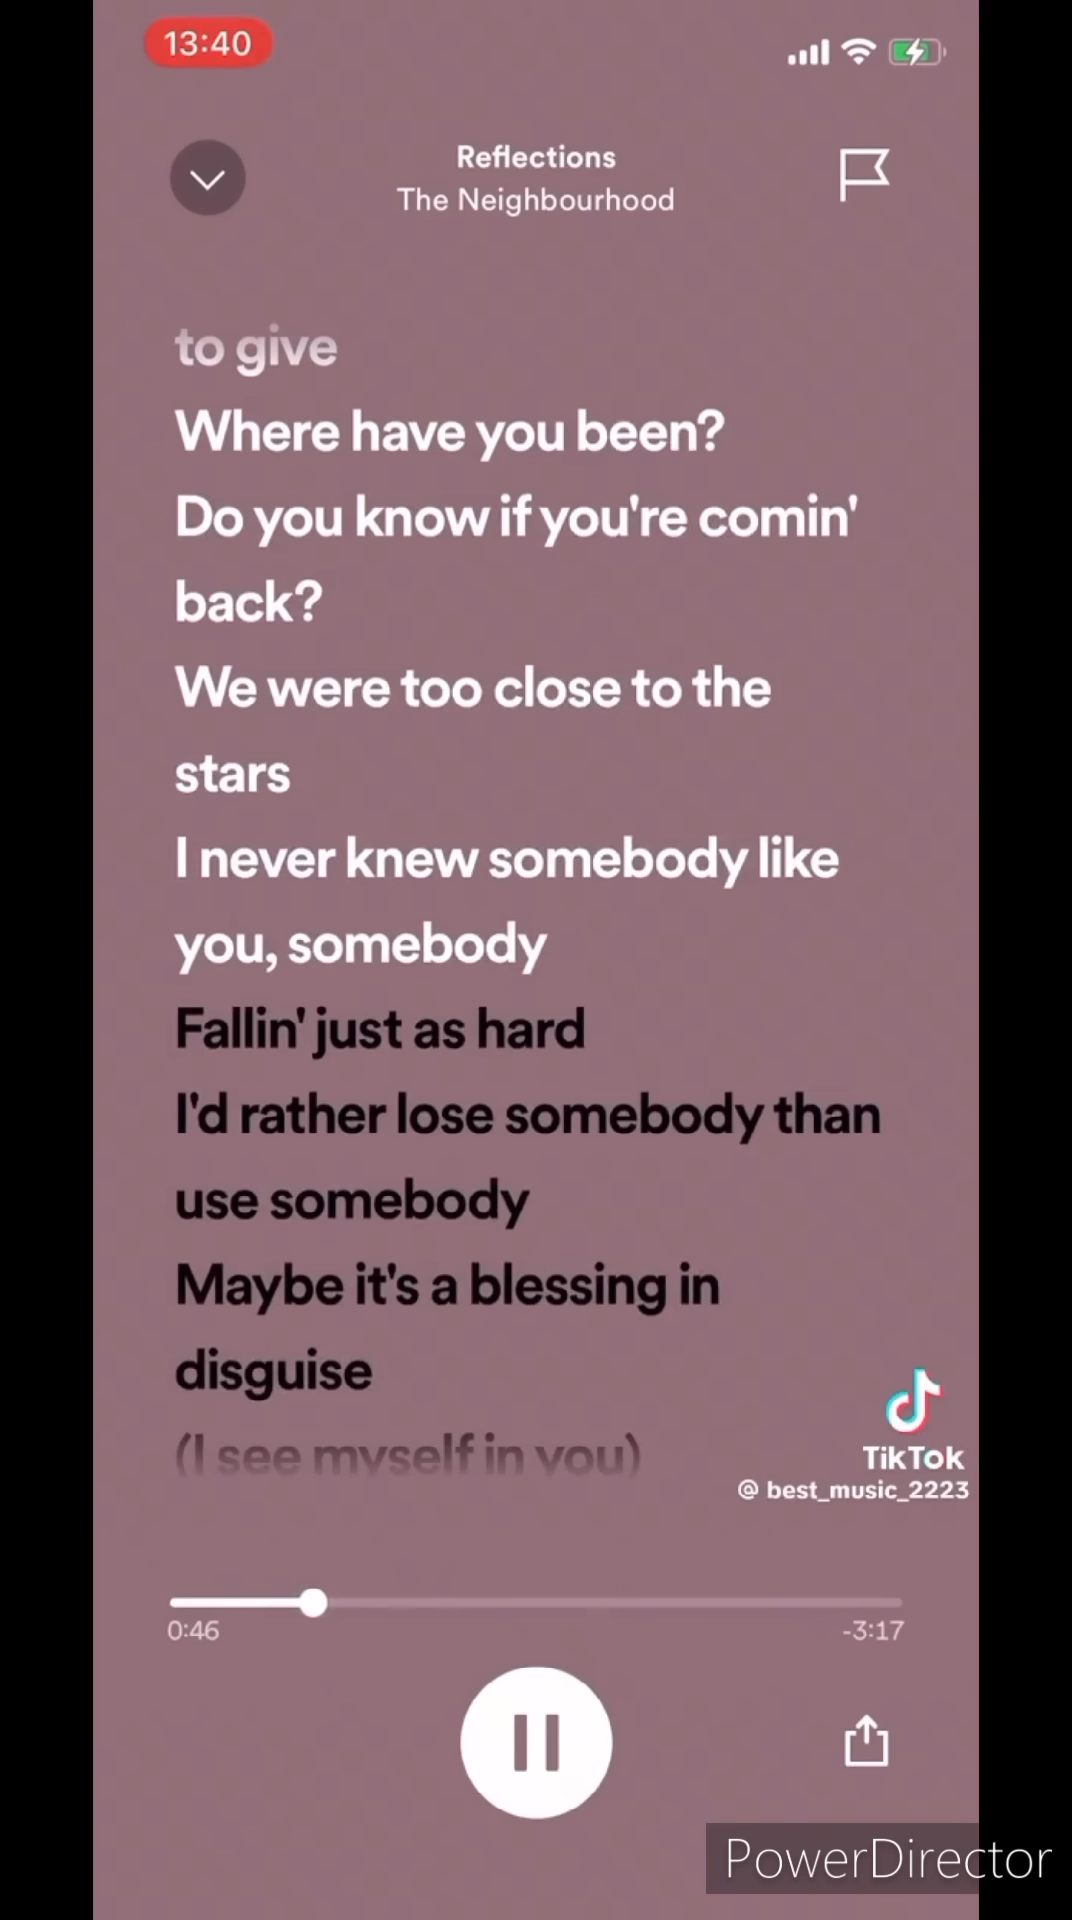 13:40
Reflections
The Neighbourhood
to give
Where have you been?
Do you know if you're comin'
back?
We were too close to the
stars
I never knew somebody like
you, somebody
Fallin' just as hard
I'd rather lose somebody than
use somebody
Maybe it's a blessing in
disguise
(I see myself in you)
TikTok
@ best_music_2223
0:46
-3:17
PowerDirector